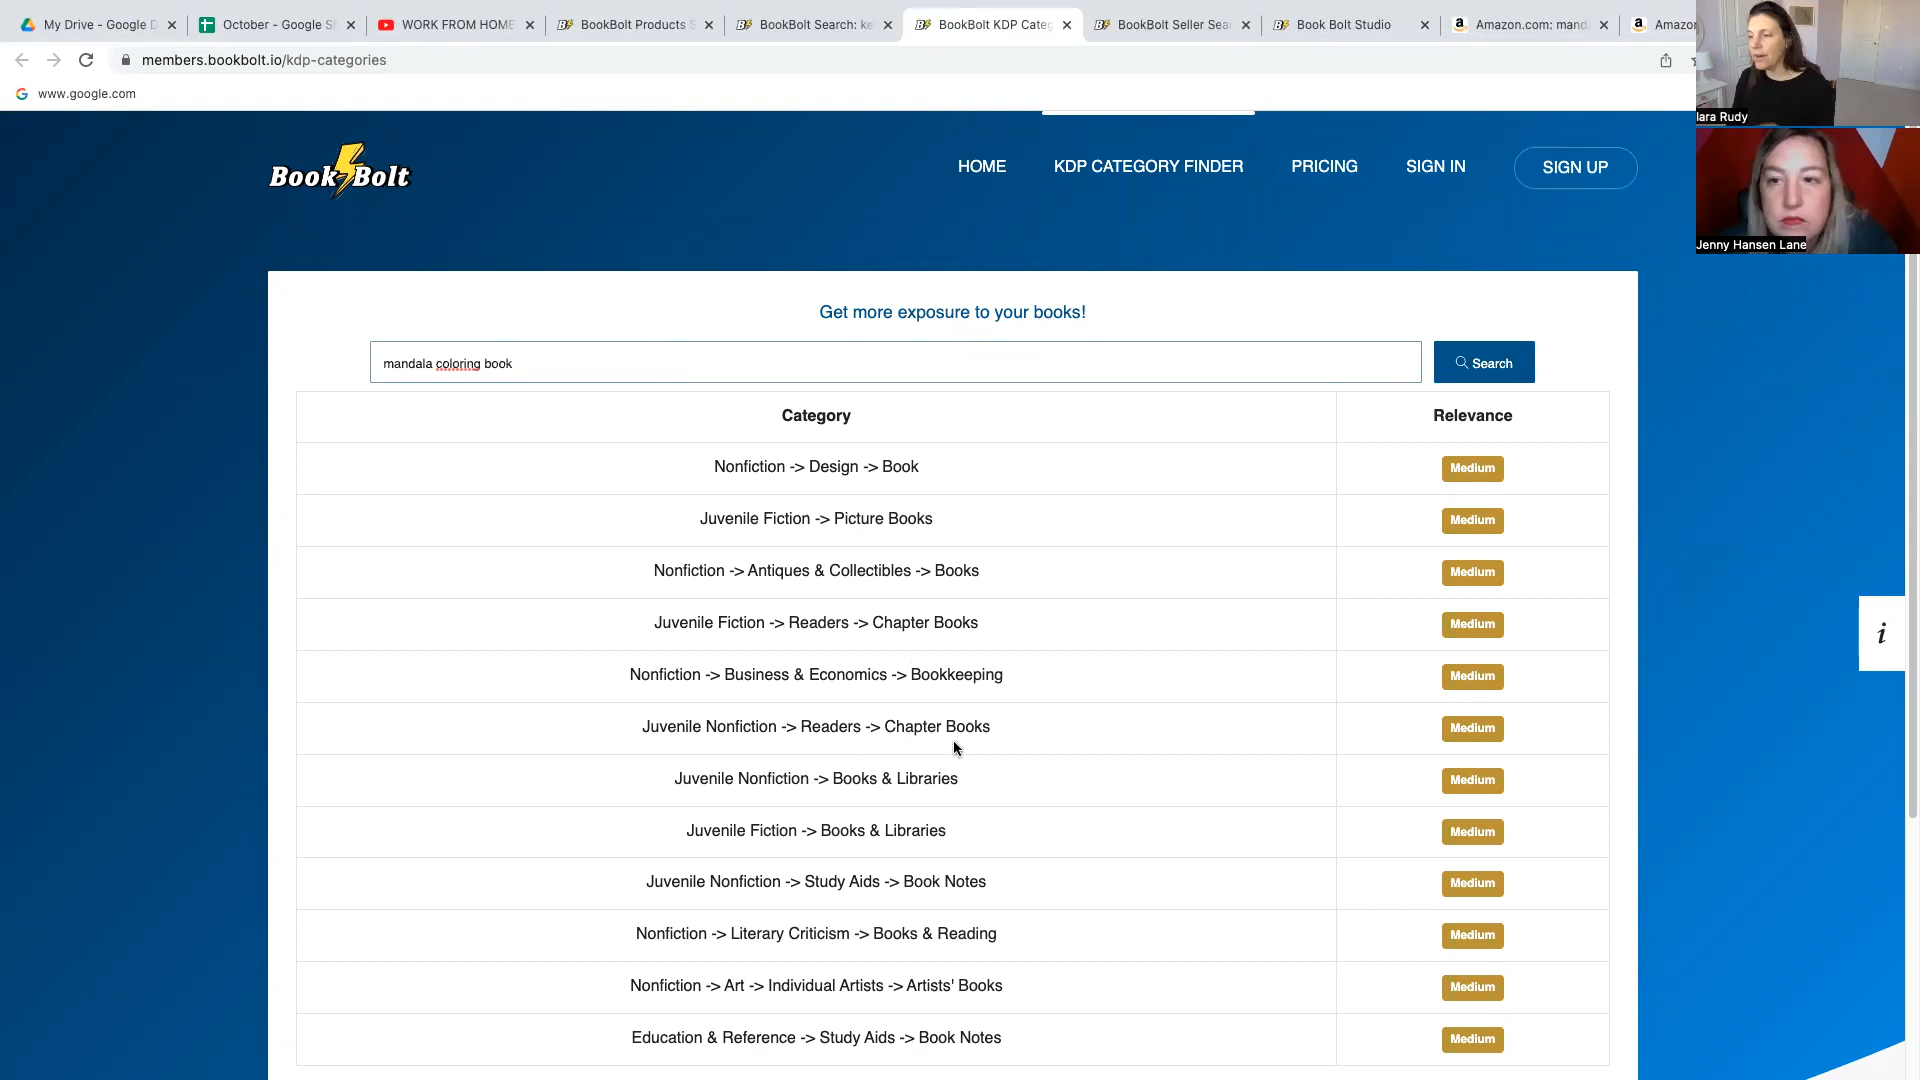 My Drive - Google D
October - Google S
WORK FROM HOME
BookBolt Products S
BookBolt Search: ke
BookBolt KDP Categ
BookBolt Seller Sea
Book Bolt Studio
Amazon.com: mand
Amazo
members.bookbolt.io/kdp-categories
www.google.com
lara Rudy
Jenny Hansen Lane
Book Bolt
HOME
KDP CATEGORY FINDER
PRICING
SIGN IN
SIGN UP
Get more exposure to your books!
mandala coloring book
Search
Category
Relevance
Nonfiction -> Design -> Book
Medium
Juvenile Fiction -> Picture Books
Medium
Nonfiction -> Antiques & Collectibles -> Books
Medium
Juvenile Fiction -> Readers -> Chapter Books
Medium
Nonfiction -> Business & Economics -> Bookkeeping
Medium
Juvenile Nonfiction -> Readers -> Chapter Books
Medium
Juvenile Nonfiction -> Books & Libraries
Medium
Juvenile Fiction -> Books & Libraries
Medium
Juvenile Nonfiction -> Study Aids -> Book Notes
Medium
Nonfiction -> Literary Criticism -> Books & Reading
Medium
Nonfiction -> Art -> Individual Artists -> Artists' Books
Medium
Education & Reference -> Study Aids -> Book Notes
Medium
i